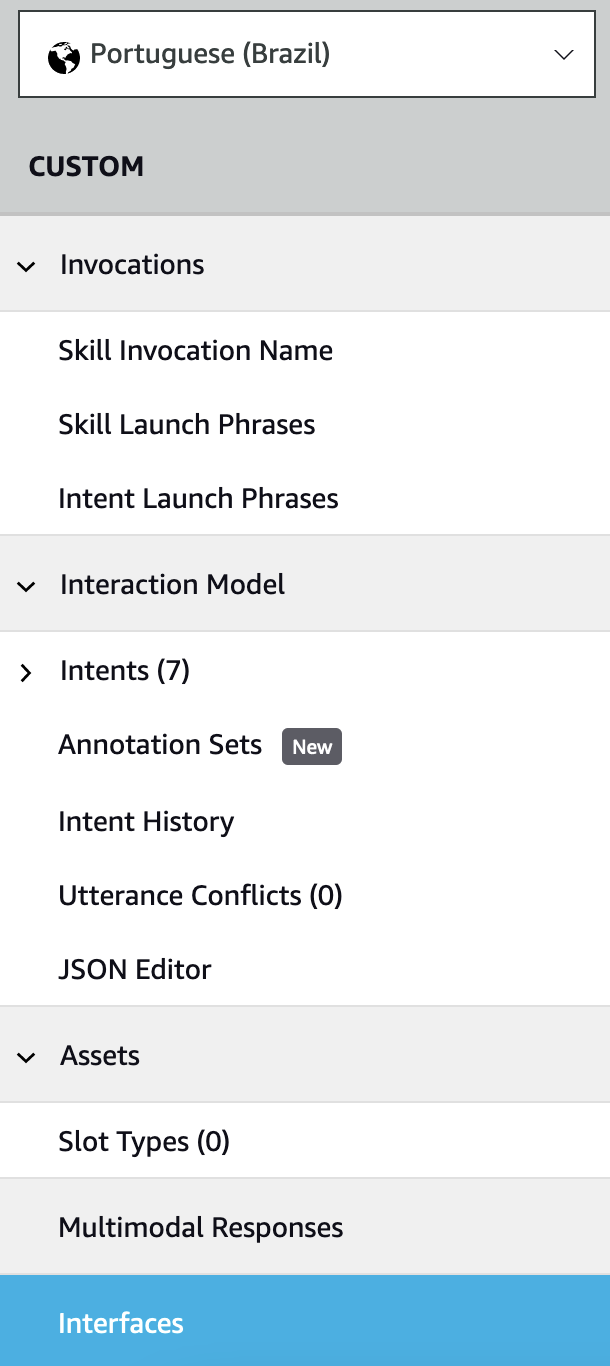 Portuguese (Brazil)
CUSTOM
Invocations
Skill Invocation Name
Skill Launch Phrases
Intent Launch Phrases
Interaction Model
Intents (7)
Annotation Sets New
Intent History
Utterance Conflicts (0)
JSON Editor
Assets
Slot Types (0)
Multimodal Responses
Interfaces